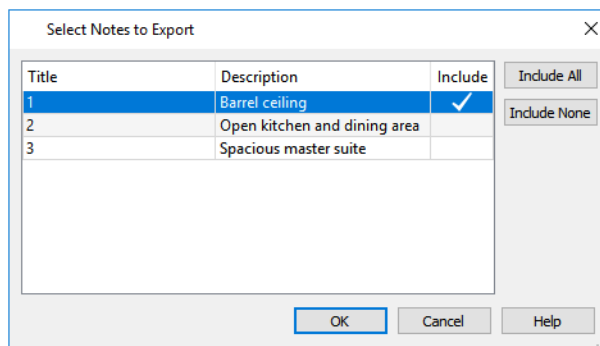 Select Notes to Export
Title Description Include
1 Barrel ceiling
2 Open kitchen and dining area
3 Spacious master suite
Include All
Include None
OK Cancel Help